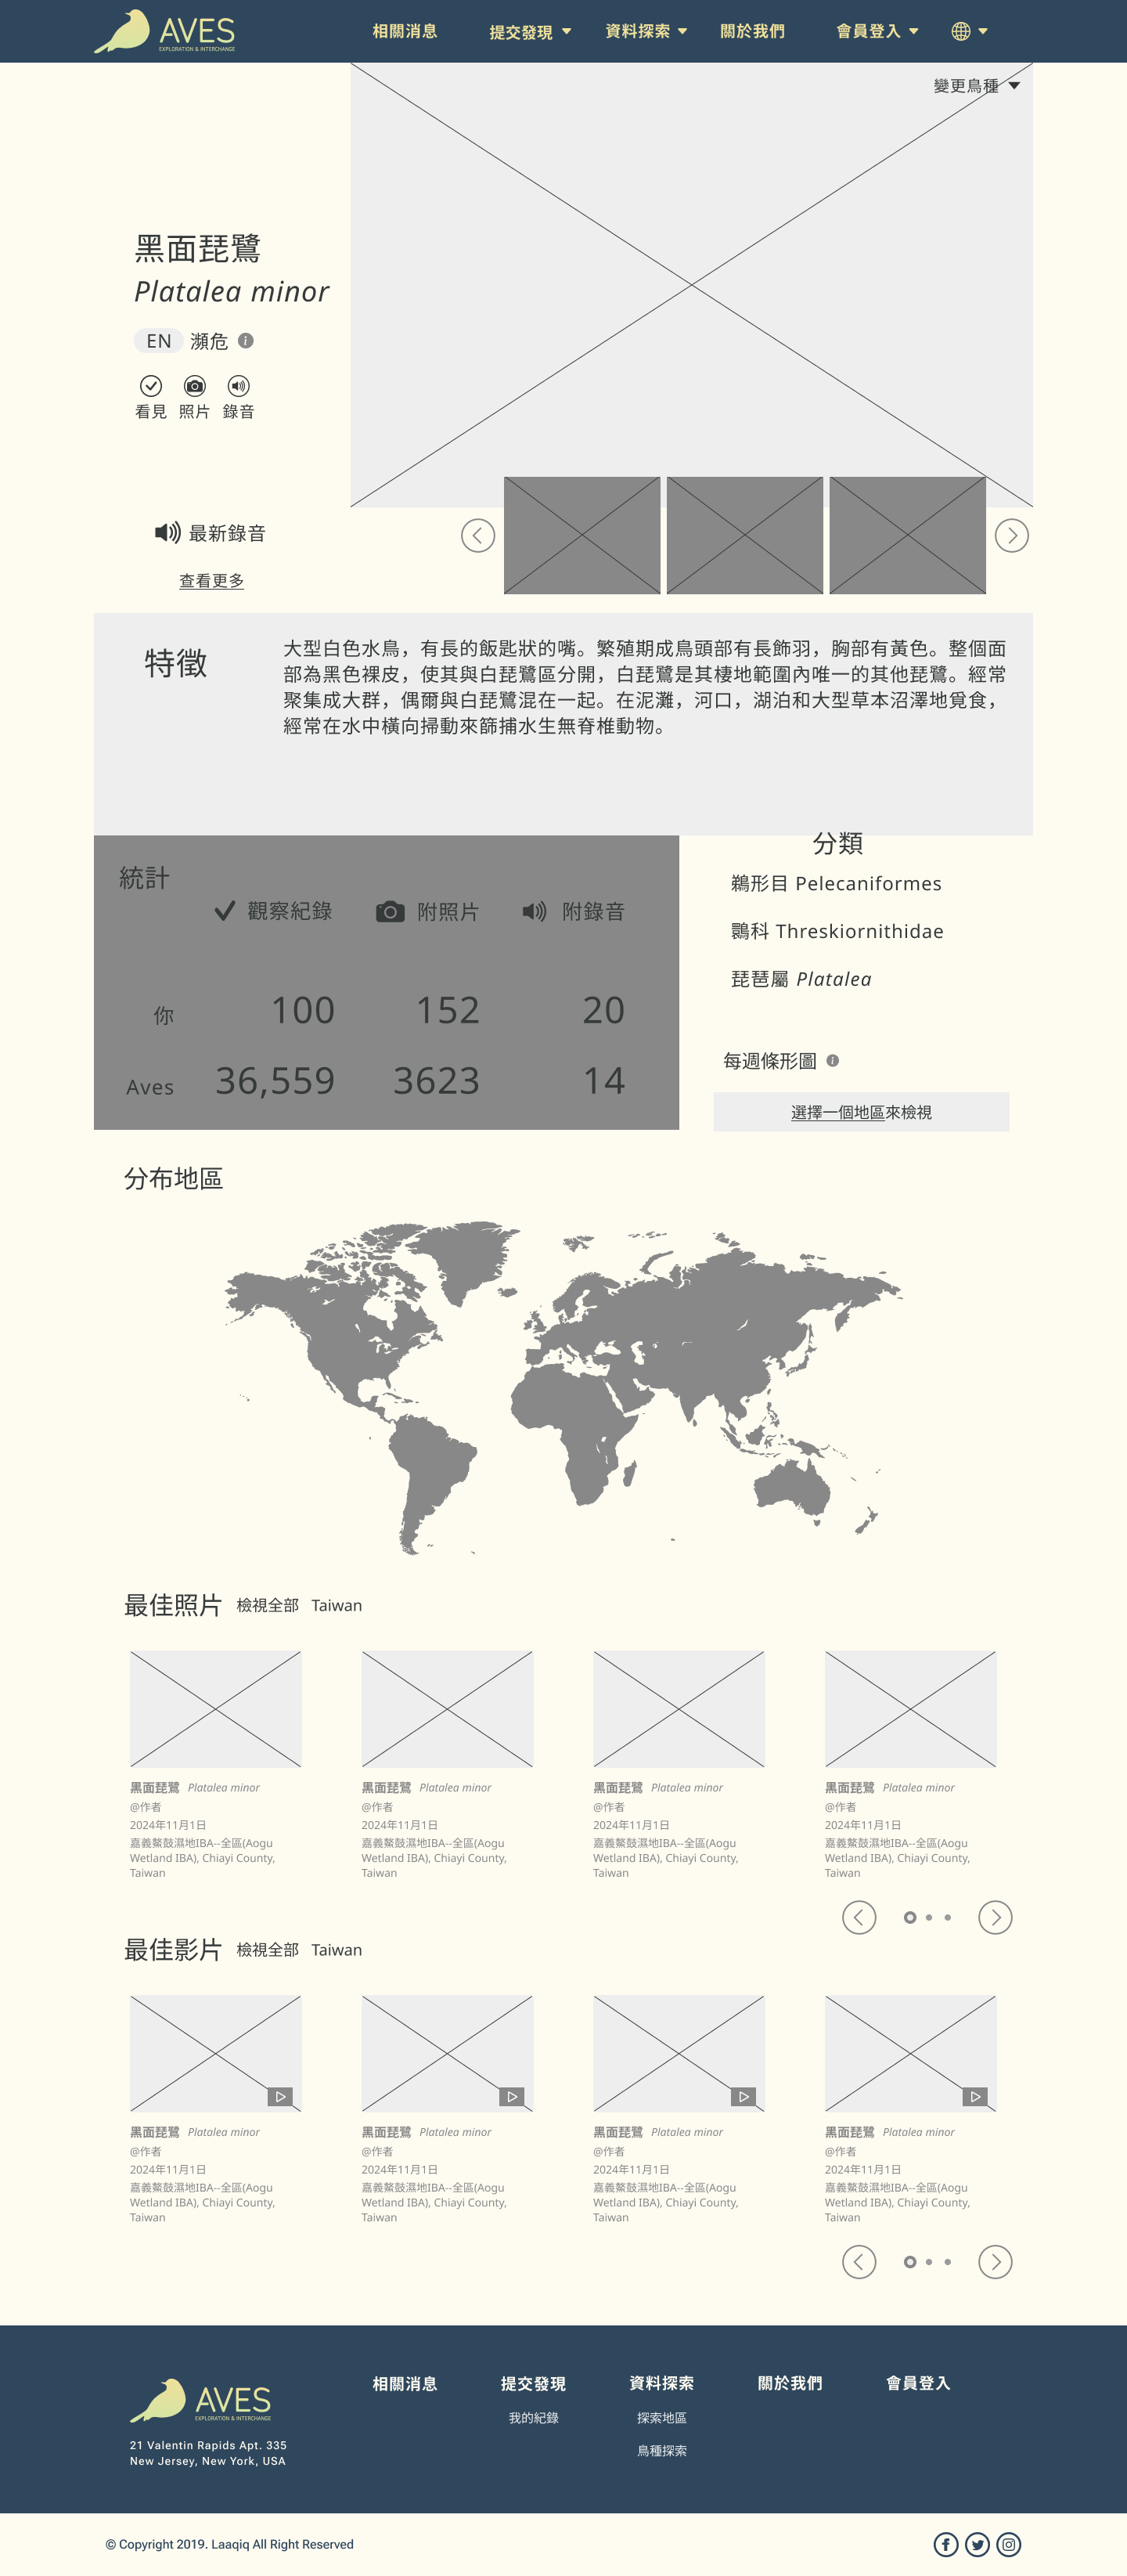 AVES
EXPLORATION & INTERCHANGE
相關消息
提交發現
資料探索
關於我們
會員登入
變更鳥種
黑面琵鷺
Platalea minor
EN 瀕危
看見 照片 錄音
最新錄音
查看更多
特徵
大型白色水鳥，有長的飯匙狀的嘴。繁殖期成鳥頭部有長飾羽，胸部有黃色。整個面
部為黑色裸皮，使其與白琵鷺區分開，白琵鷺是其棲地範圍內唯一的其他琵鷺。經常
聚集成大群，偶爾與白琵鷺混在一起。在泥灘，河口，湖泊和大型草本沼澤地覓食，
經常在水中橫向掃動來篩捕水生無脊椎動物。
統計
觀察紀錄 附照片 附錄音
你 100 152 20
Aves 36,559 3623 14
分類
鵜形目 Pelecaniformes
䴉科 Threskiornithidae
琵琶屬 Platalea
每週條形圖
選擇一個地區來檢視
分布地區
最佳照片 檢視全部 Taiwan
黑面琵鷺 Platalea minor
@作者
2024年11月1日
嘉義鰲鼓濕地IBA--全區(Aogu
Wetland IBA), Chiayi County,
Taiwan
黑面琵鷺 Platalea minor
@作者
2024年11月1日
嘉義鰲鼓濕地IBA--全區(Aogu
Wetland IBA), Chiayi County,
Taiwan
黑面琵鷺 Platalea minor
@作者
2024年11月1日
嘉義鰲鼓濕地IBA--全區(Aogu
Wetland IBA), Chiayi County,
Taiwan
黑面琵鷺 Platalea minor
@作者
2024年11月1日
嘉義鰲鼓濕地IBA--全區(Aogu
Wetland IBA), Chiayi County,
Taiwan
最佳影片 檢視全部 Taiwan
黑面琵鷺 Platalea minor
@作者
2024年11月1日
嘉義鰲鼓濕地IBA--全區(Aogu
Wetland IBA), Chiayi County,
Taiwan
黑面琵鷺 Platalea minor
@作者
2024年11月1日
嘉義鰲鼓濕地IBA--全區(Aogu
Wetland IBA), Chiayi County,
Taiwan
黑面琵鷺 Platalea minor
@作者
2024年11月1日
嘉義鰲鼓濕地IBA--全區(Aogu
Wetland IBA), Chiayi County,
Taiwan
黑面琵鷺 Platalea minor
@作者
2024年11月1日
嘉義鰲鼓濕地IBA--全區(Aogu
Wetland IBA), Chiayi County,
Taiwan
AVES
EXPLORATION & INTERCHANGE
21 Valentin Rapids Apt. 335
New Jersey, New York, USA
相關消息
提交發現
我的紀錄
資料探索
探索地區
鳥種探索
關於我們
會員登入
© Copyright 2019. Laaqiq All Right Reserved